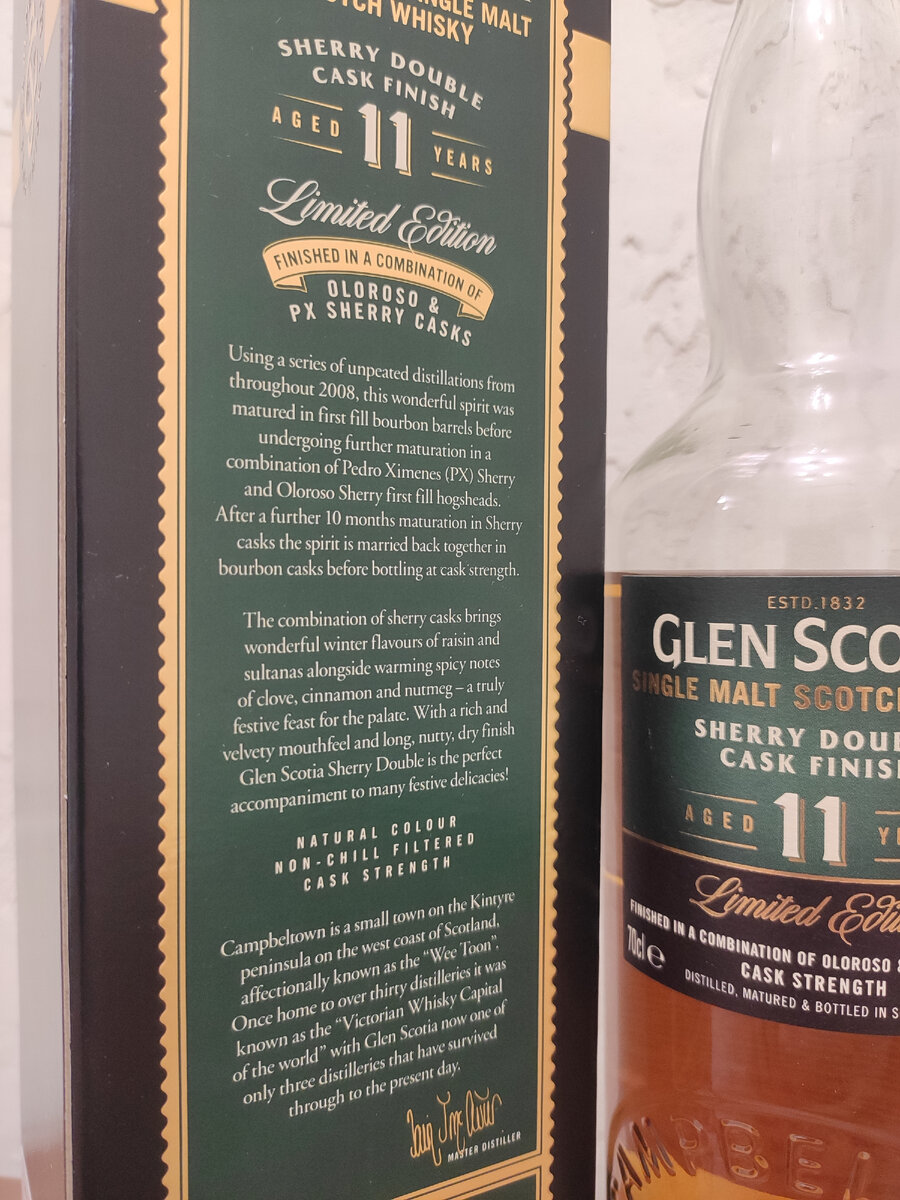 SINGLE MALT
SCOTCH WHISKY
SHERRY DOUBLE
CASK FINISH
AGED 11 YEARS
Limited Edition
FINISHED IN A COMBINATION OF
OLOROSO &
PX SHERRY CASKS
Using a series of unpeated distillations from
throughout 2008, this wonderful spirit was
matured in first fill bourbon barrels before
undergoing further maturation in a
combination of Pedro Ximenes (PX) Sherry
and Oloroso Sherry first fill hogsheads.
After a further 10 months maturation in Sherry
casks the spirit is married back together in
bourbon casks before bottling at cask strength.
The combination of sherry casks brings
wonderful winter flavours of raisin and
sultanas alongside warming spicy notes
of clove, cinnamon and nutmeg – a truly
festive feast for the palate. With a rich and
velvety mouthfeel and long, nutty, dry finish
Glen Scotia Sherry Double is the perfect
accompaniment to many festive delicacies!
NATURAL COLOUR
NON-CHILL FILTERED
CASK STRENGTH
Campbeltown is a small town on the Kintyre
peninsula on the west coast of Scotland,
affectionally known as the "Wee Toon".
Once home to over thirty distilleries it was
known as the "Victorian Whisky Capital
of the world" with Glen Scotia now one of
only three distilleries that have survived
through to the present day.
MASTER DISTILLER
ESTD.1832
GLEN SCO
SINGLE MALT SCOTCH
SHERRY DOU
CASK FINIS
AGED 11 YE
Limited Edit
FINISHED IN A COMBINATION OF OLOROSO &
70cl e
CASK STRENGTH
DISTILLED, MATURED & BOTTLED IN S
CAMPBEL